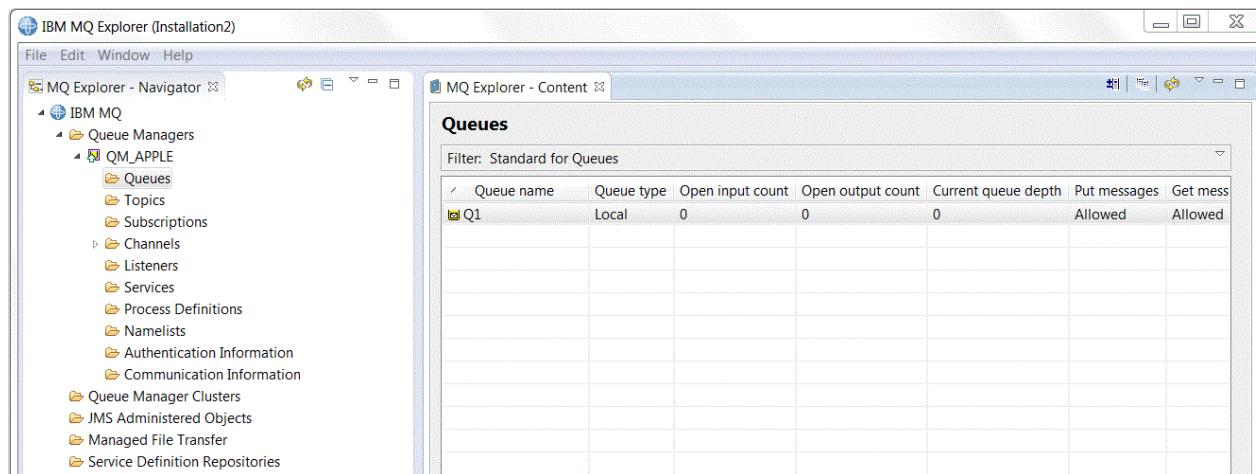 IBM MQ Explorer (Installation2)
File Edit Window Help
MQ Explorer - Navigator
IBM MQ
Queue Managers
QM_APPLE
Queues
Topics
Subscriptions
Channels
Listeners
Services
Process Definitions
Namelists
Authentication Information
Communication Information
Queue Manager Clusters
JMS Administered Objects
Managed File Transfer
Service Definition Repositories
MQ Explorer - Content
Queues
Filter: Standard for Queues
Queue name Queue type Open input count Open output count Current queue depth Put messages Get mess
Q1 Local 0 0 0 Allowed Allowed